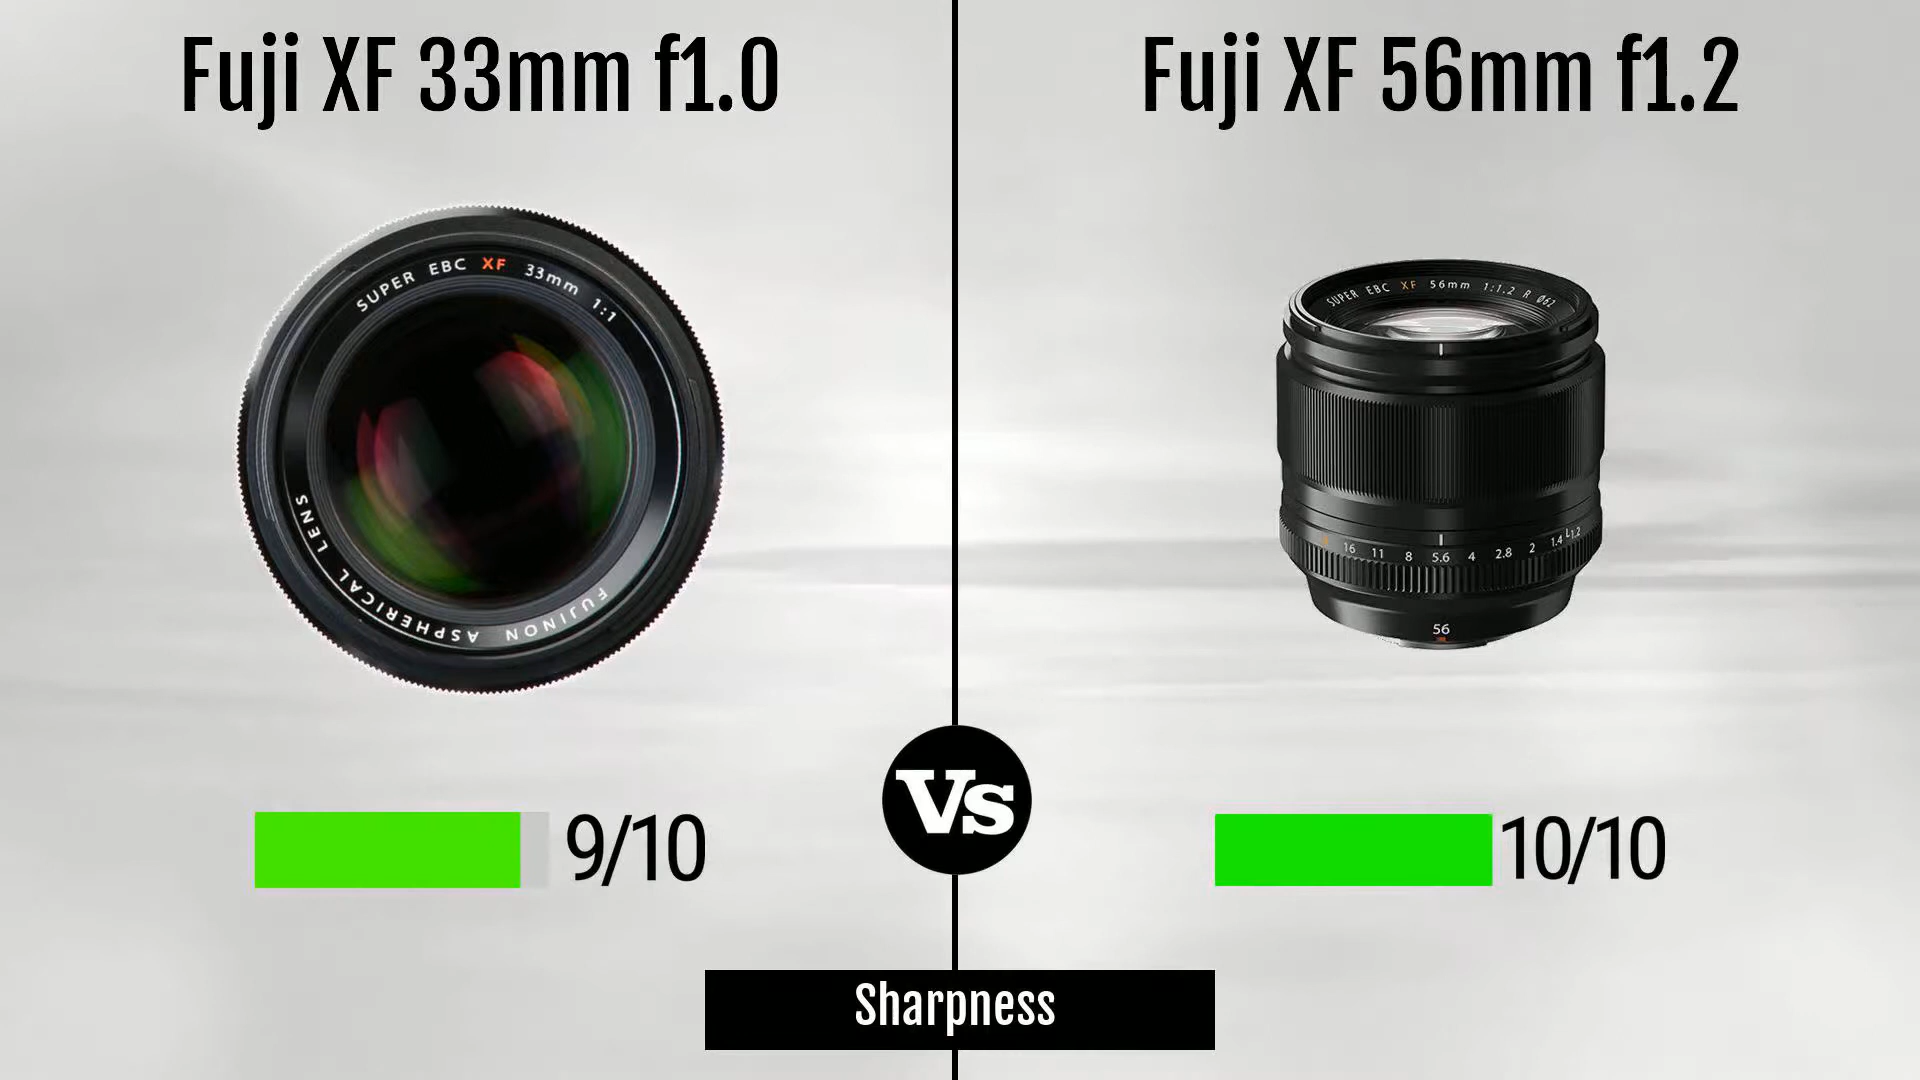 Fuji XF 33mm f1.0
Fuji XF 56mm f1.2
SUPER EBC XF 33mm 1:1
FUJINON ASPHERICAL LENS
SUPER EBC XF 56mm 1:1.2 R Ø62
A 16 11 8 5.6 4 2.8 2 1.4 L1.2
56
Vs
9/10
10/10
Sharpness